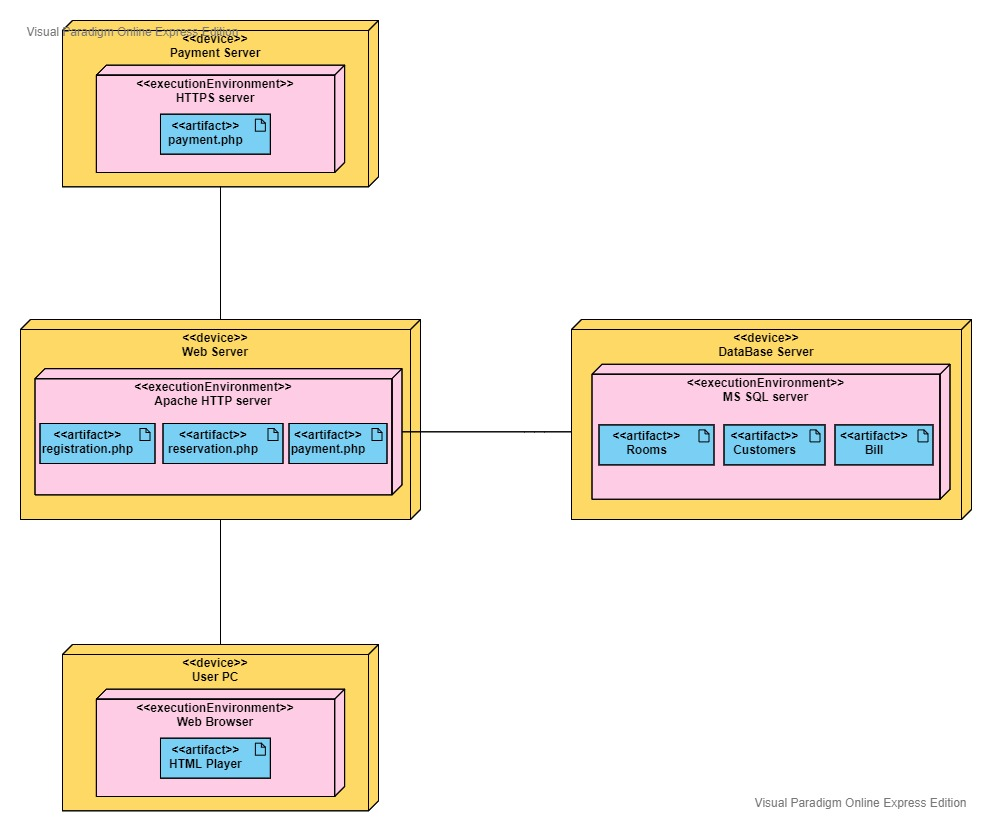 Visual Paradigm Online Express Edition
<<device>>
Payment Server
<<executionEnvironment>>
HTTPS server
<<artifact>>
payment.php
<<device>>
Web Server
<<executionEnvironment>>
Apache HTTP server
<<artifact>>
registration.php
<<artifact>>
reservation.php
<<artifact>>
payment.php
<<device>>
DataBase Server
<<executionEnvironment>>
MS SQL server
<<artifact>>
Rooms
<<artifact>>
Customers
<<artifact>>
Bill
<<device>>
User PC
<<executionEnvironment>>
Web Browser
<<artifact>>
HTML Player
Visual Paradigm Online Express Edition